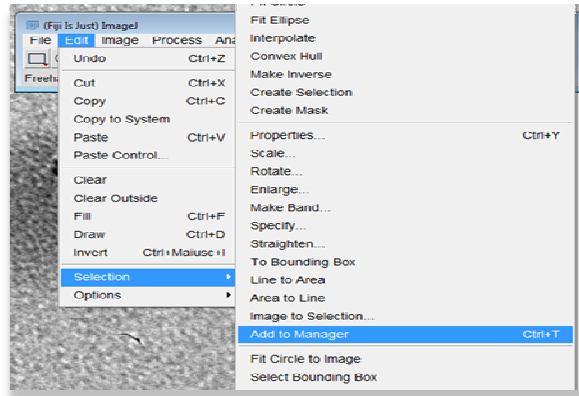 (Fiji Is Just) ImageJ
File Edit Image Process
Freeh
Undo Ctrl+Z
Cut Ctrl+X
Copy Ctrl+C
Copy to System
Paste Ctrl+V
Paste Control...
Clear
Clear Outside
Fill Ctrl+F
Draw Ctrl+D
Invert Ctrl+Maiusc+I
Selection
Options
Fit Ellipse
Interpolate
Convex Hull
Make Inverse
Create Selection
Create Mask
Properties... Ctrl+Y
Scale...
Rotate...
Enlarge...
Make Band...
Specify...
Straighten...
To Bounding Box
Line to Area
Area to Line
Image to Selection...
Add to Manager Ctrl+T
Fit Circle to Image
Select Bounding Box